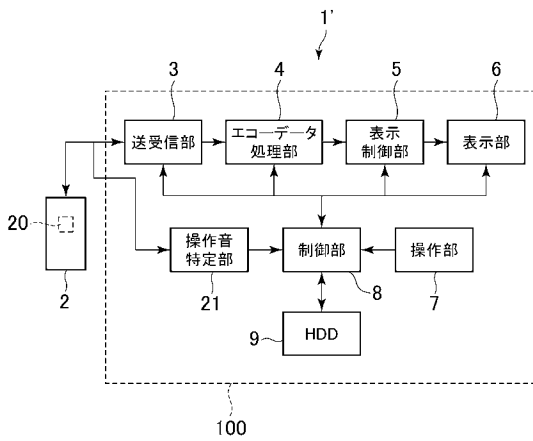 1'
3
4
5
6
送受信部
エコーデータ
処理部
表示
制御部
表示部
20
2
操作音
特定部
制御部
操作部
21
8
7
9
HDD
100